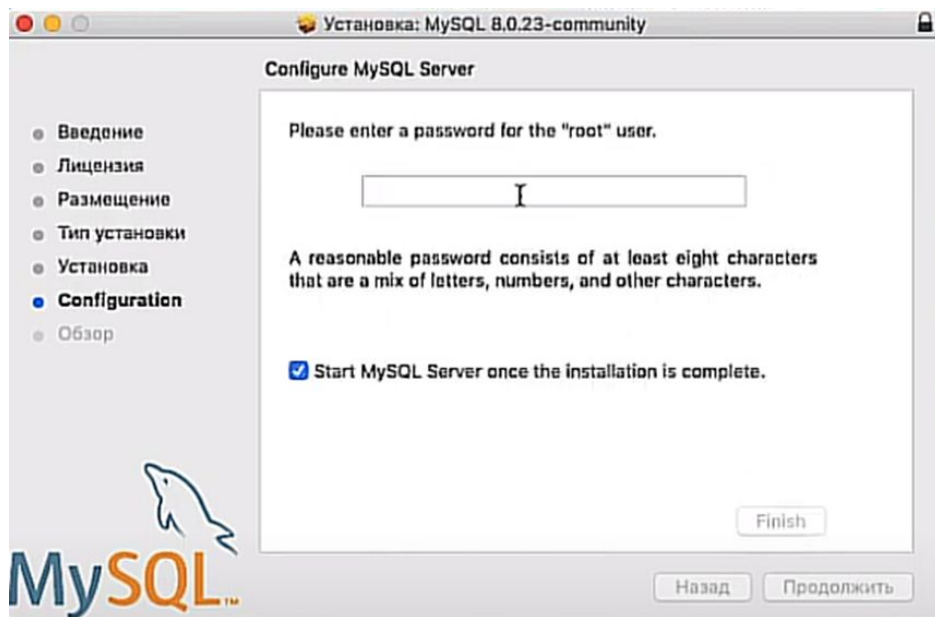 Установка: MySQL 8.0.23-community
Configure MySQL Server
Введение
Лицензия
Размещение
Тип установки
Установка
Configuration
Обзор
Please enter a password for the "root" user.
A reasonable password consists of at least eight characters
that are a mix of letters, numbers, and other characters.
Start MySQL Server once the installation is complete.
Finish
MySQL™
Назад
Продолжить